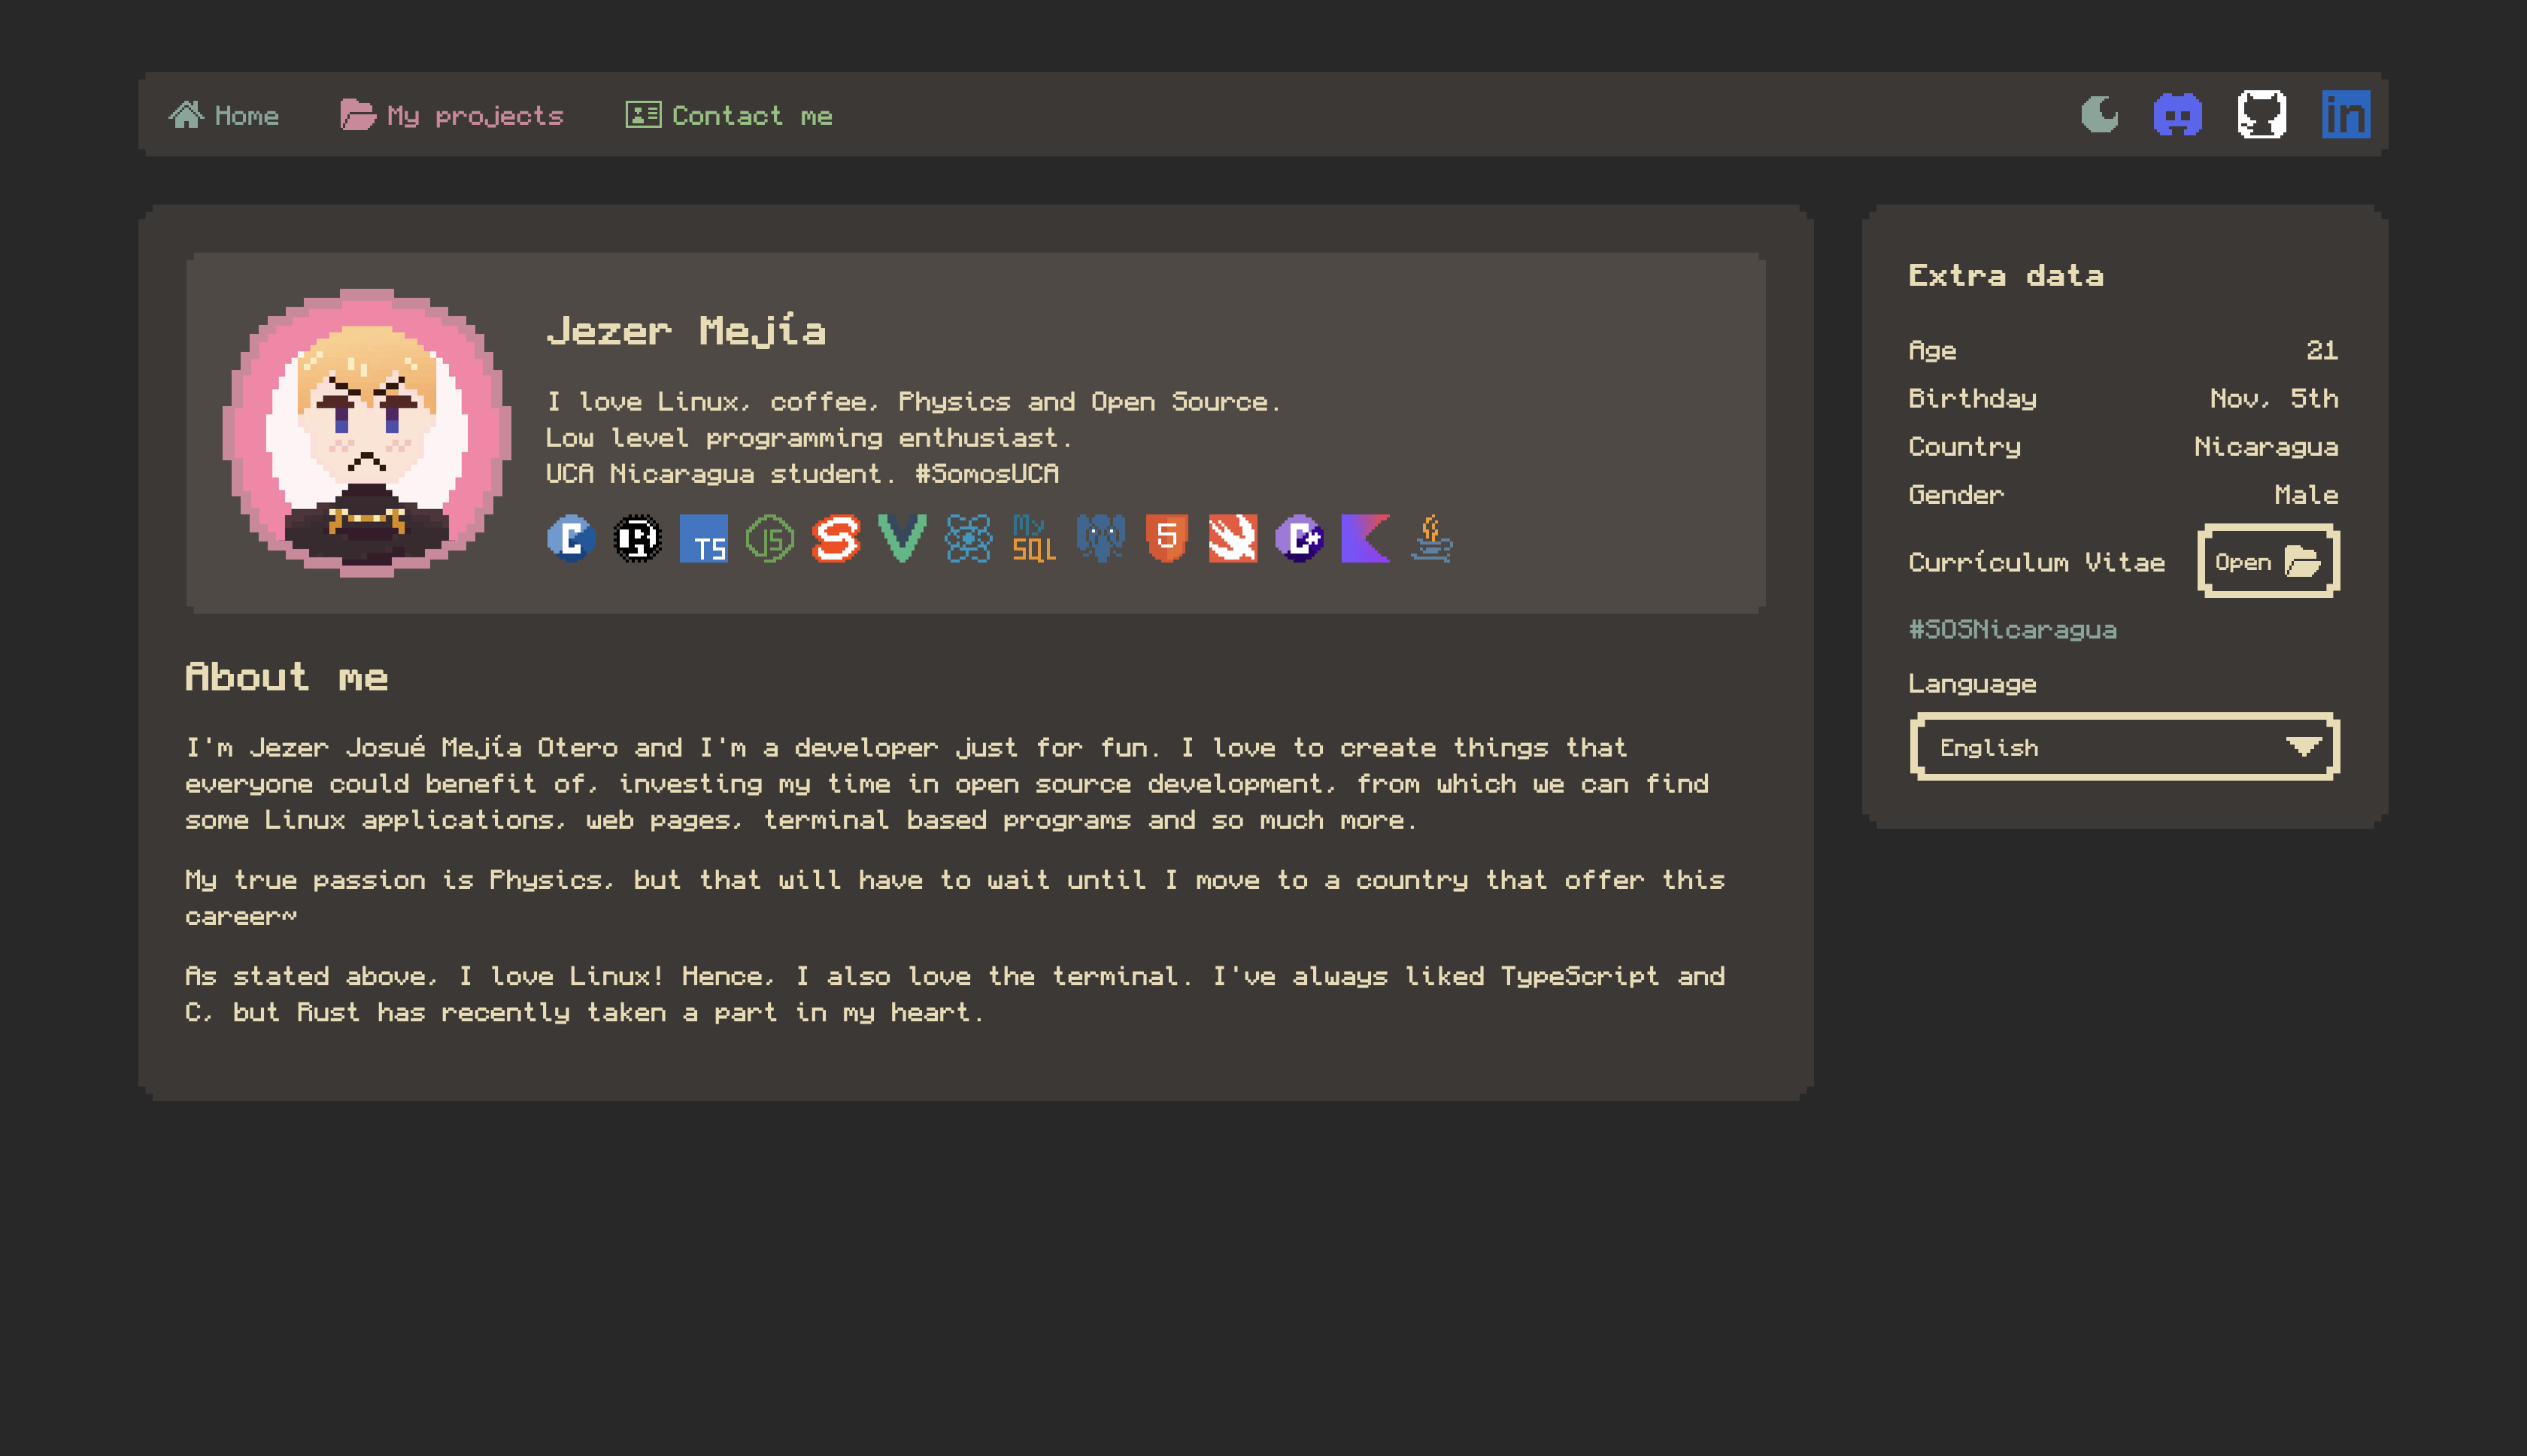 Home
My projects
Contact me
in
Jezer Mejía
I love Linux, coffee, Physics and Open Source.
Low level programming enthusiast.
UCA Nicaragua student. #SomosUCA
C
R
TS
JS
S
V
My
SQL
5
C#
K
About me
I'm Jezer Josué Mejía Otero and I'm a developer just for fun. I love to create things that
everyone could benefit of, investing my time in open source development, from which we can find
some Linux applications, web pages, terminal based programs and so much more.
My true passion is Physics, but that will have to wait until I move to a country that offer this
career~
As stated above, I love Linux! Hence, I also love the terminal. I've always liked TypeScript and
C, but Rust has recently taken a part in my heart.
Extra data
Age 21
Birthday Nov, 5th
Country Nicaragua
Gender Male
Currículum Vitae Open
#SOSNicaragua
Language
English